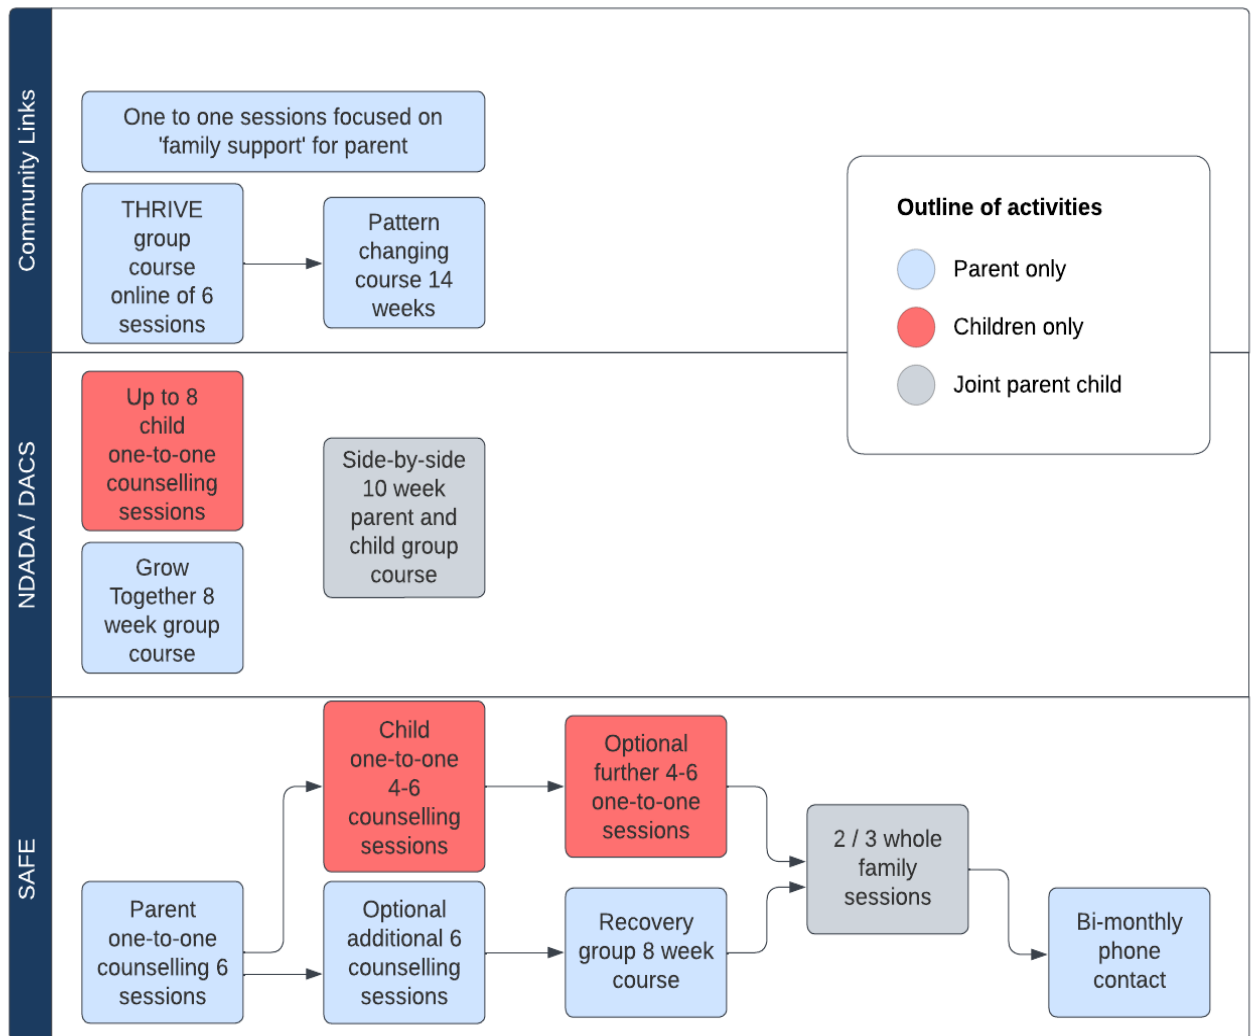 Community Links
One to one sessions focused on
'family support' for parent
THRIVE
group
course
online of 6
sessions
Pattern
changing
course 14
weeks
Outline of activities
Parent only
Children only
Joint parent child
NDADA / DACS
Up to 8
child
one-to-one
counselling
sessions
Side-by-side
10 week
parent and
child group
course
Grow
Together 8
week group
course
SAFE
Child
one-to-one
4-6
counselling
sessions
Optional
further 4-6
one-to-one
sessions
2 / 3 whole
family
sessions
Parent
one-to-one
counselling 6
sessions
Optional
additional 6
counselling
sessions
Recovery
group 8 week
course
Bi-monthly
phone
contact